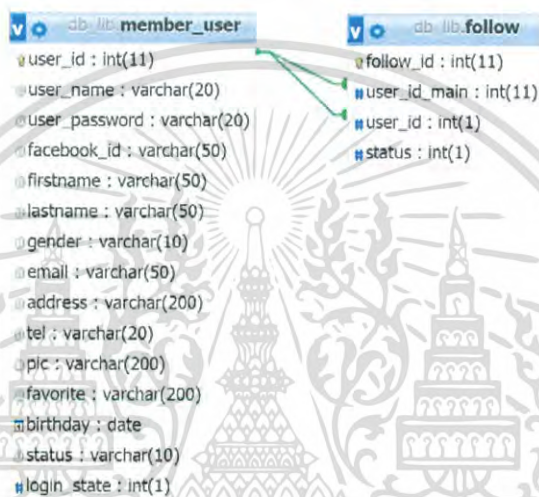 db_lib.member_user
user_id : int(11)
user_name : varchar(20)
user_password : varchar(20)
facebook_id : varchar(50)
firstname : varchar(50)
lastname : varchar(50)
gender : varchar(10)
email : varchar(50)
address : varchar(200)
tel : varchar(20)
pic : varchar(200)
favorite : varchar(200)
birthday : date
status : varchar(10)
login_state : int(1)
db_lib.follow
follow_id : int(11)
user_id_main : int(11)
user_id : int(1)
status : int(1)